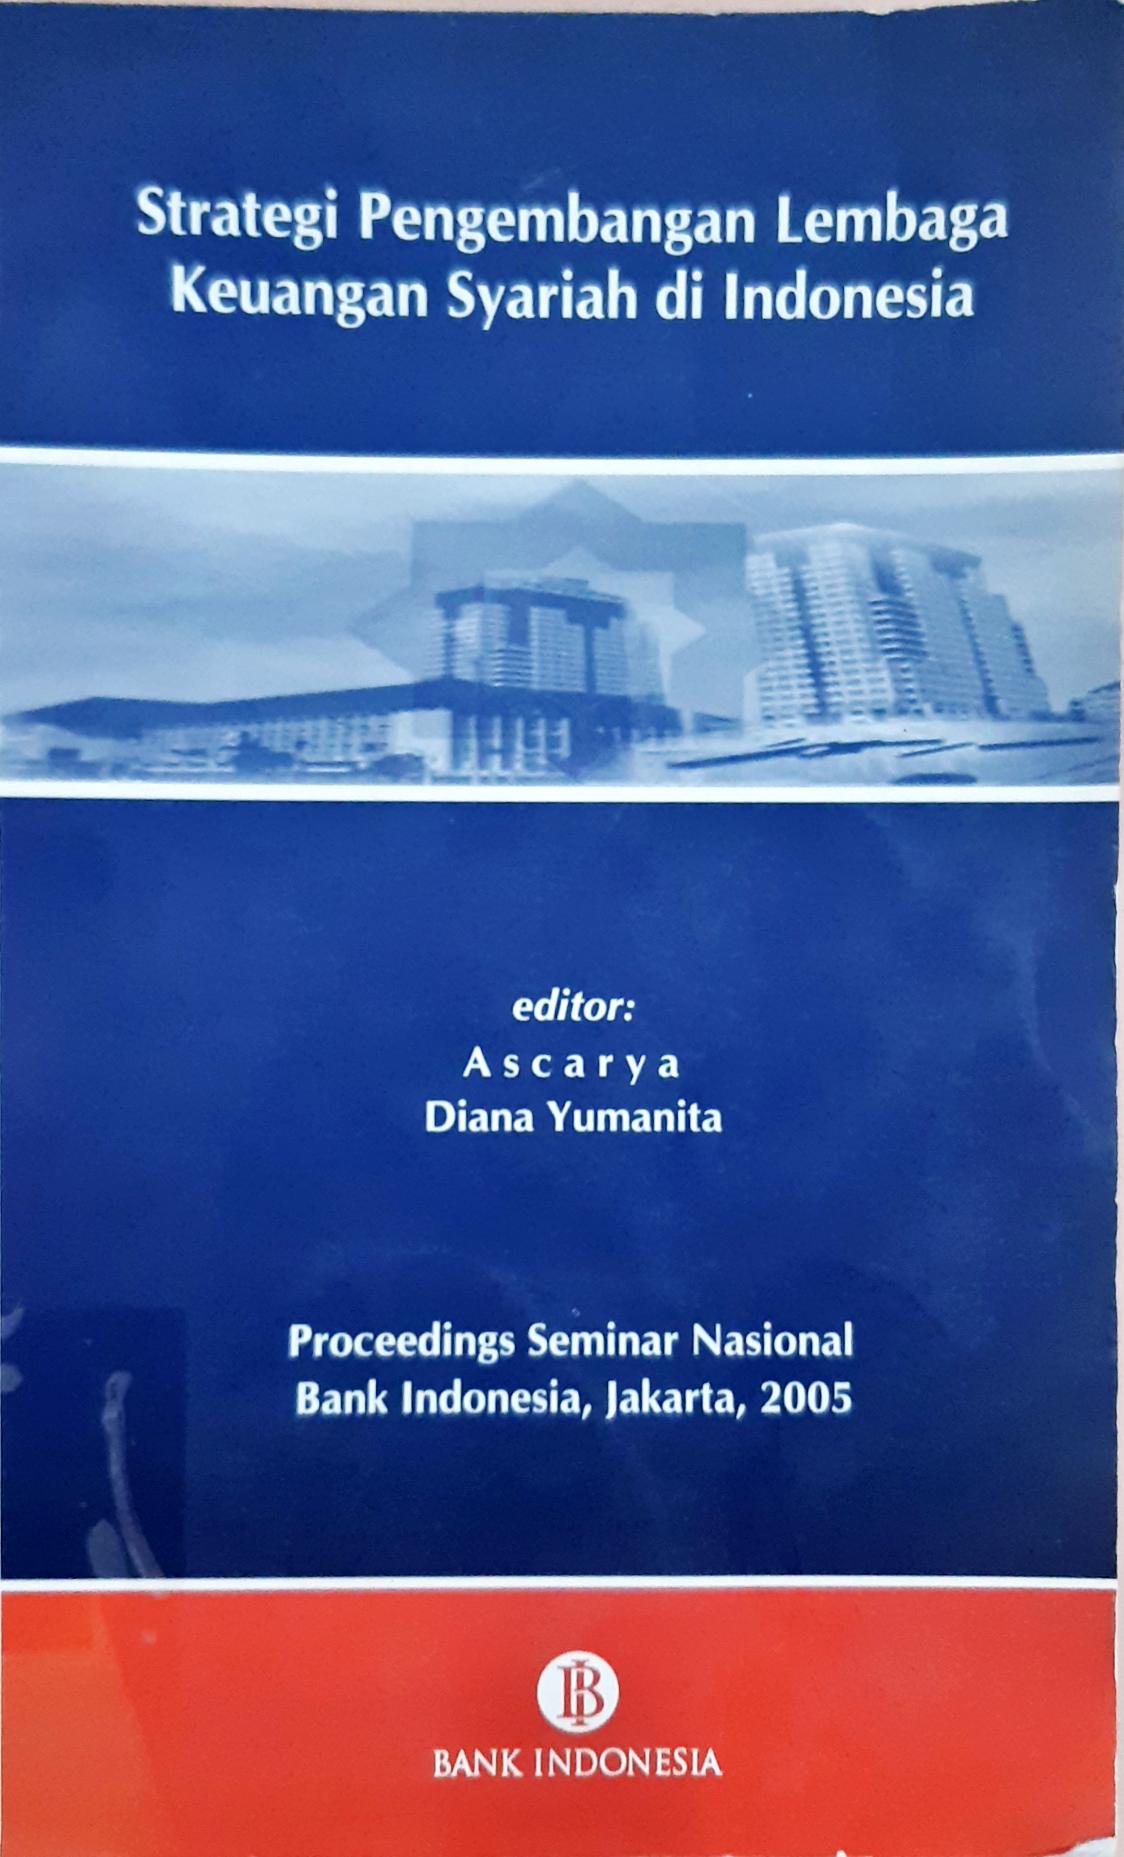 Strategi Pengembangan Lembaga
Keuangan Syariah di Indonesia
editor:
Ascarya
Diana Yumanita
Proceedings Seminar Nasional
Bank Indonesia, Jakarta, 2005
BI
BANK INDONESIA